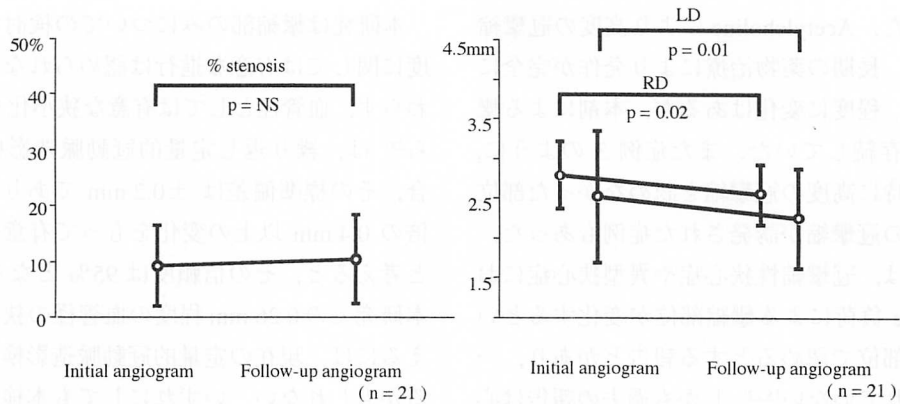 50%
40
30
20
10
0
% stenosis
p = NS
Initial angiogram
Follow-up angiogram
( n = 21 )
4.5mm
3.5
2.5
1.5
LD
p = 0.01
RD
p = 0.02
Initial angiogram
Follow-up angiogram
( n = 21 )